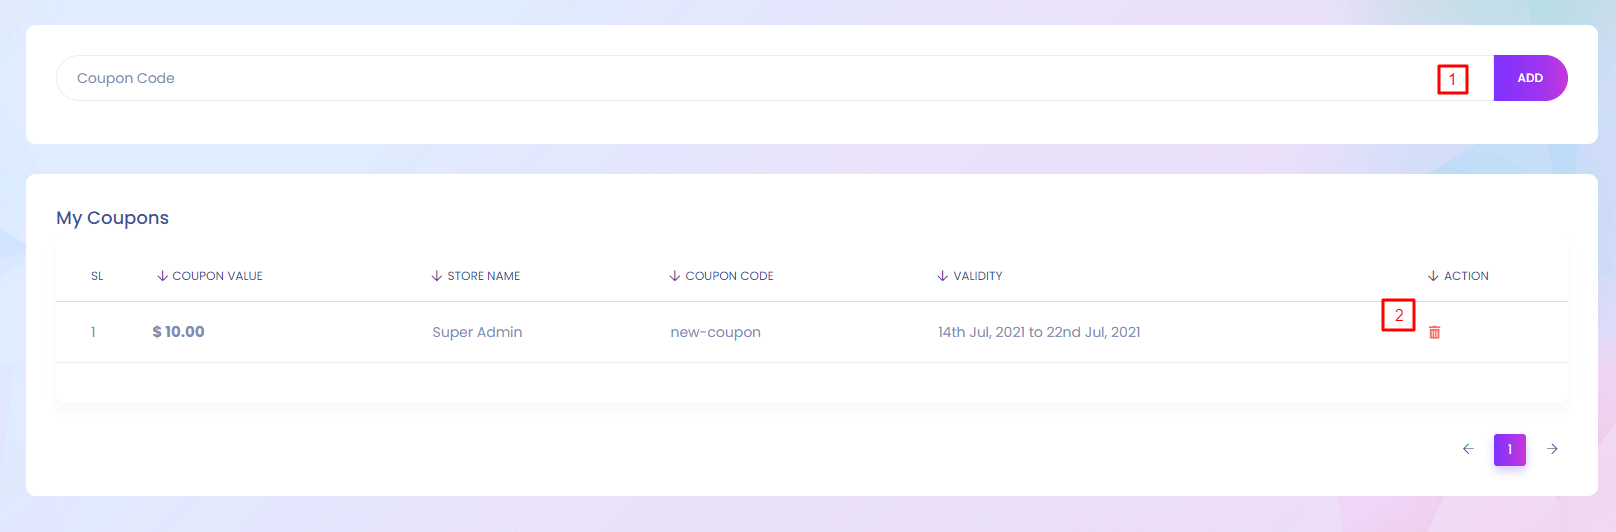 Coupon Code 1 ADD
My Coupons
SL COUPON VALUE STORE NAME COUPON CODE VALIDITY ACTION
1 $ 10.00 Super Admin new-coupon 14th Jul, 2021 to 22nd Jul, 2021 2
1